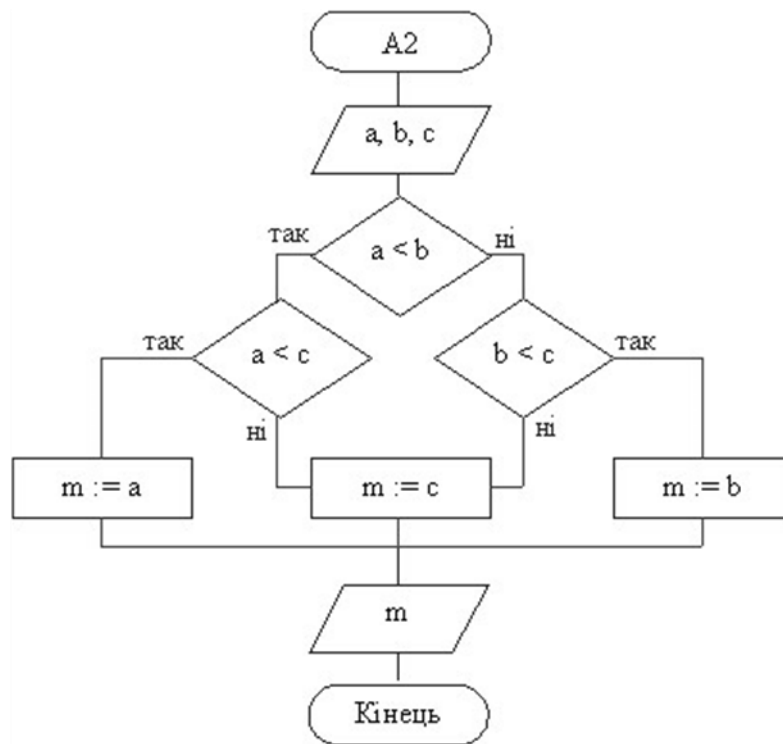 A2
a, b, c
так
a < b
ні
так
a < c
ні
b < c
так
ні
m := a
m := c
m := b
m
Кінець